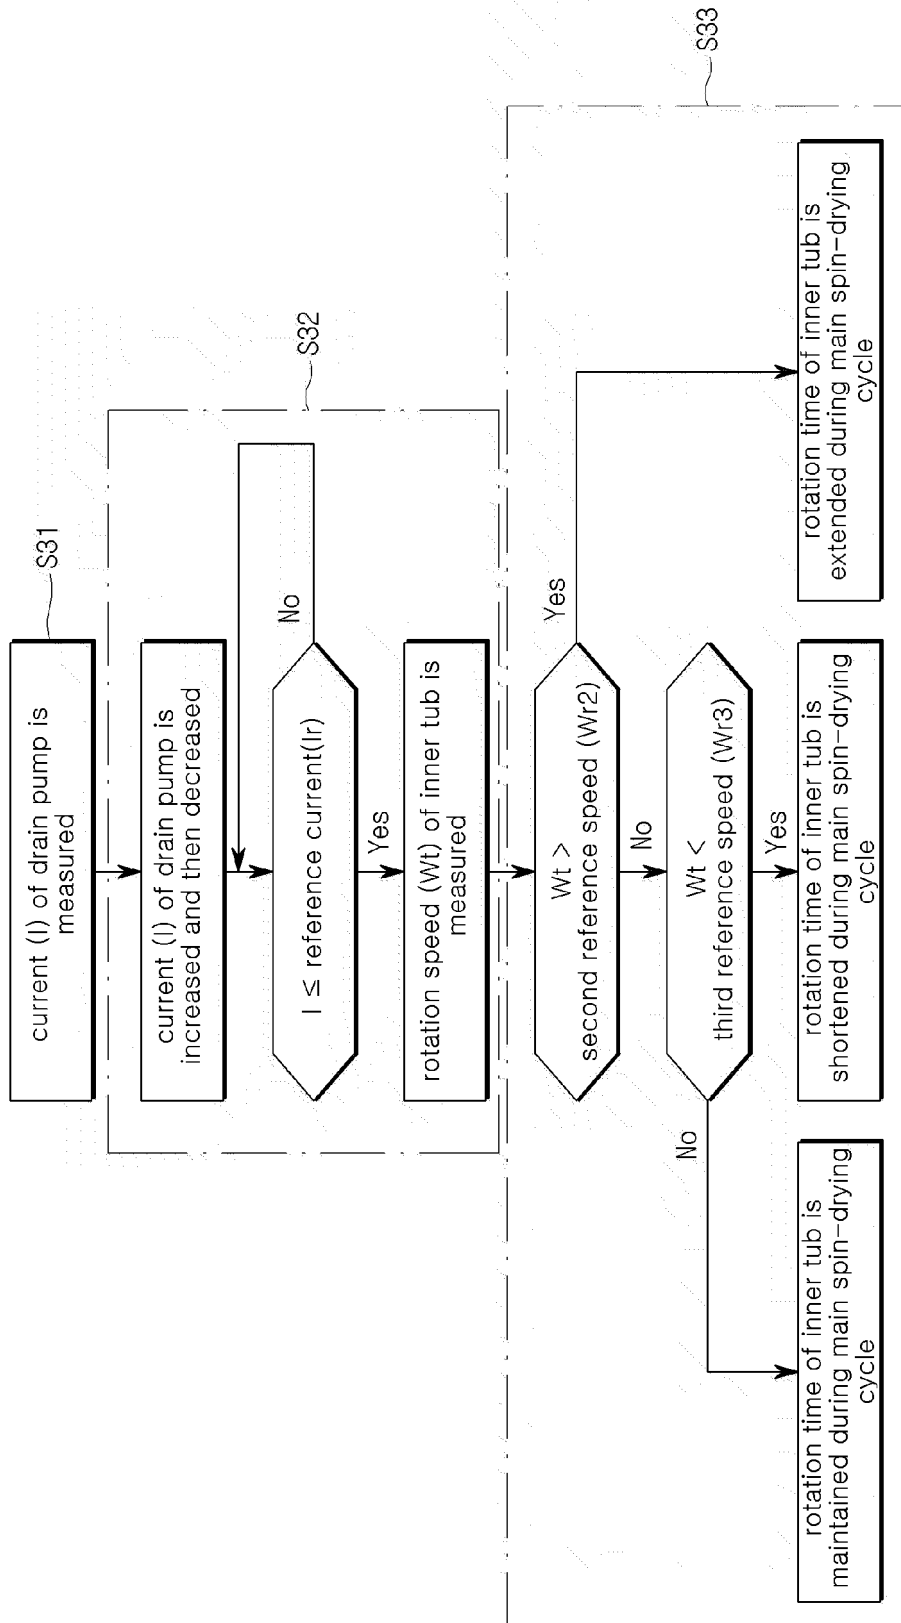 current (I) of drain pump is
measured
S31
current (I) of drain pump is
increased and then decreased
S32
I ≤ reference current(Ir)
No
Yes
rotation speed (Wt) of inner tub is
measured
S33
Wt >
second reference speed (Wr2)
Yes
No
Wt <
third reference speed (Wr3)
No
Yes
rotation time of inner tub is
maintained during main spin-drying
cycle
rotation time of inner tub is
shortened during main spin-drying
cycle
rotation time of inner tub is
extended during main spin-drying
cycle